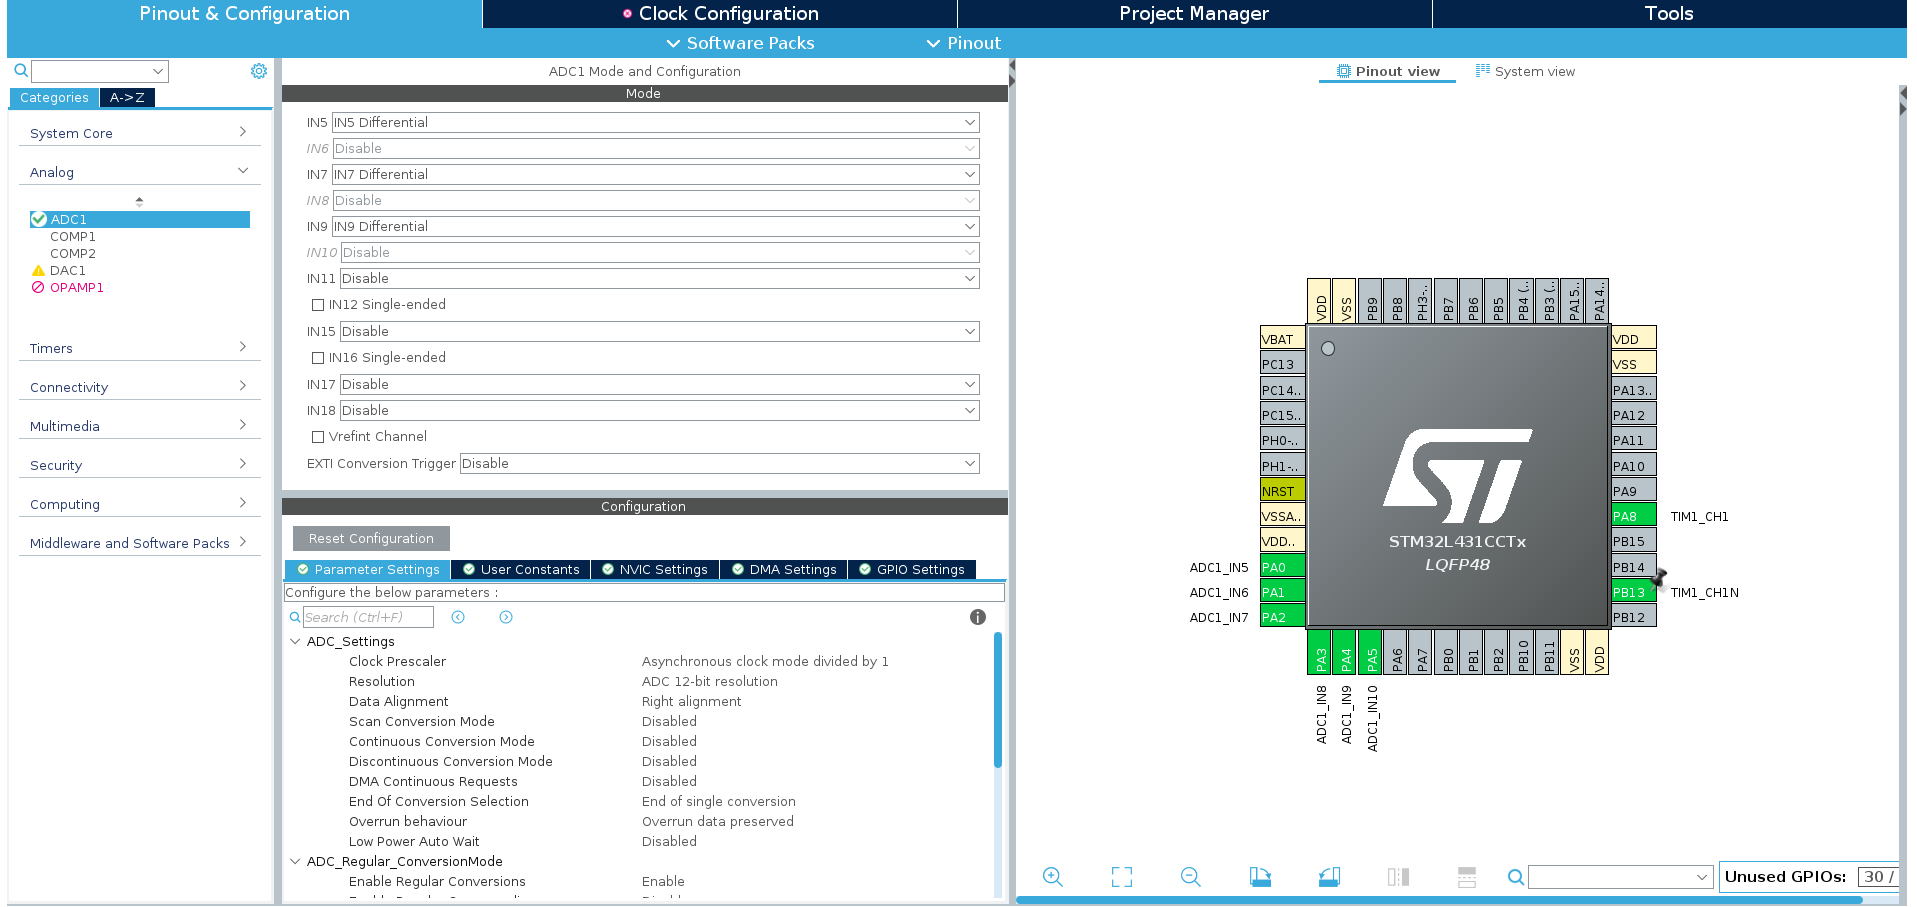 Pinout & Configuration
Clock Configuration
Project Manager
Tools
Software Packs
Pinout
Categories
A->Z
System Core
Analog
ADC1
COMP1
COMP2
DAC1
OPAMP1
Timers
Connectivity
Multimedia
Security
Computing
Middleware and Software Packs
ADC1 Mode and Configuration
Mode
IN5 IN5 Differential
IN6 Disable
IN7 IN7 Differential
IN8 Disable
IN9 IN9 Differential
IN10 Disable
IN11 Disable
IN12 Single-ended
IN15 Disable
IN16 Single-ended
IN17 Disable
IN18 Disable
Vrefint Channel
EXTI Conversion Trigger Disable
Configuration
Reset Configuration
Parameter Settings
User Constants
NVIC Settings
DMA Settings
GPIO Settings
Configure the below parameters :
Search (Ctrl+F)
ADC_Settings
Clock Prescaler Asynchronous clock mode divided by 1
Resolution ADC 12-bit resolution
Data Alignment Right alignment
Scan Conversion Mode Disabled
Continuous Conversion Mode Disabled
Discontinuous Conversion Mode Disabled
DMA Continuous Requests Disabled
End Of Conversion Selection End of single conversion
Overrun behaviour Overrun data preserved
Low Power Auto Wait Disabled
ADC_Regular_ConversionMode
Enable Regular Conversions Enable
Pinout view
System view
VDD
VSS
PB9
PB8
PH3-..
PB7
PB6
PB5
PB4 (..
PB3 (..
PA15..
PA14..
VBAT
PC13
PC14..
PC15..
PH0-..
PH1-..
NRST
VSSA..
VDD..
ADC1_IN5 PA0
ADC1_IN6 PA1
ADC1_IN7 PA2
STM32L431CCTx
LQFP48
VDD
VSS
PA13..
PA12
PA11
PA10
PA9
PA8 TIM1_CH1
PB15
PB14
PB13 TIM1_CH1N
PB12
PA3
PA4
PA5
PA6
PA7
PB0
PB1
PB2
PB10
PB11
VSS
VDD
ADC1_IN8
ADC1_IN9
ADC1_IN10
Unused GPIOs: 30 /